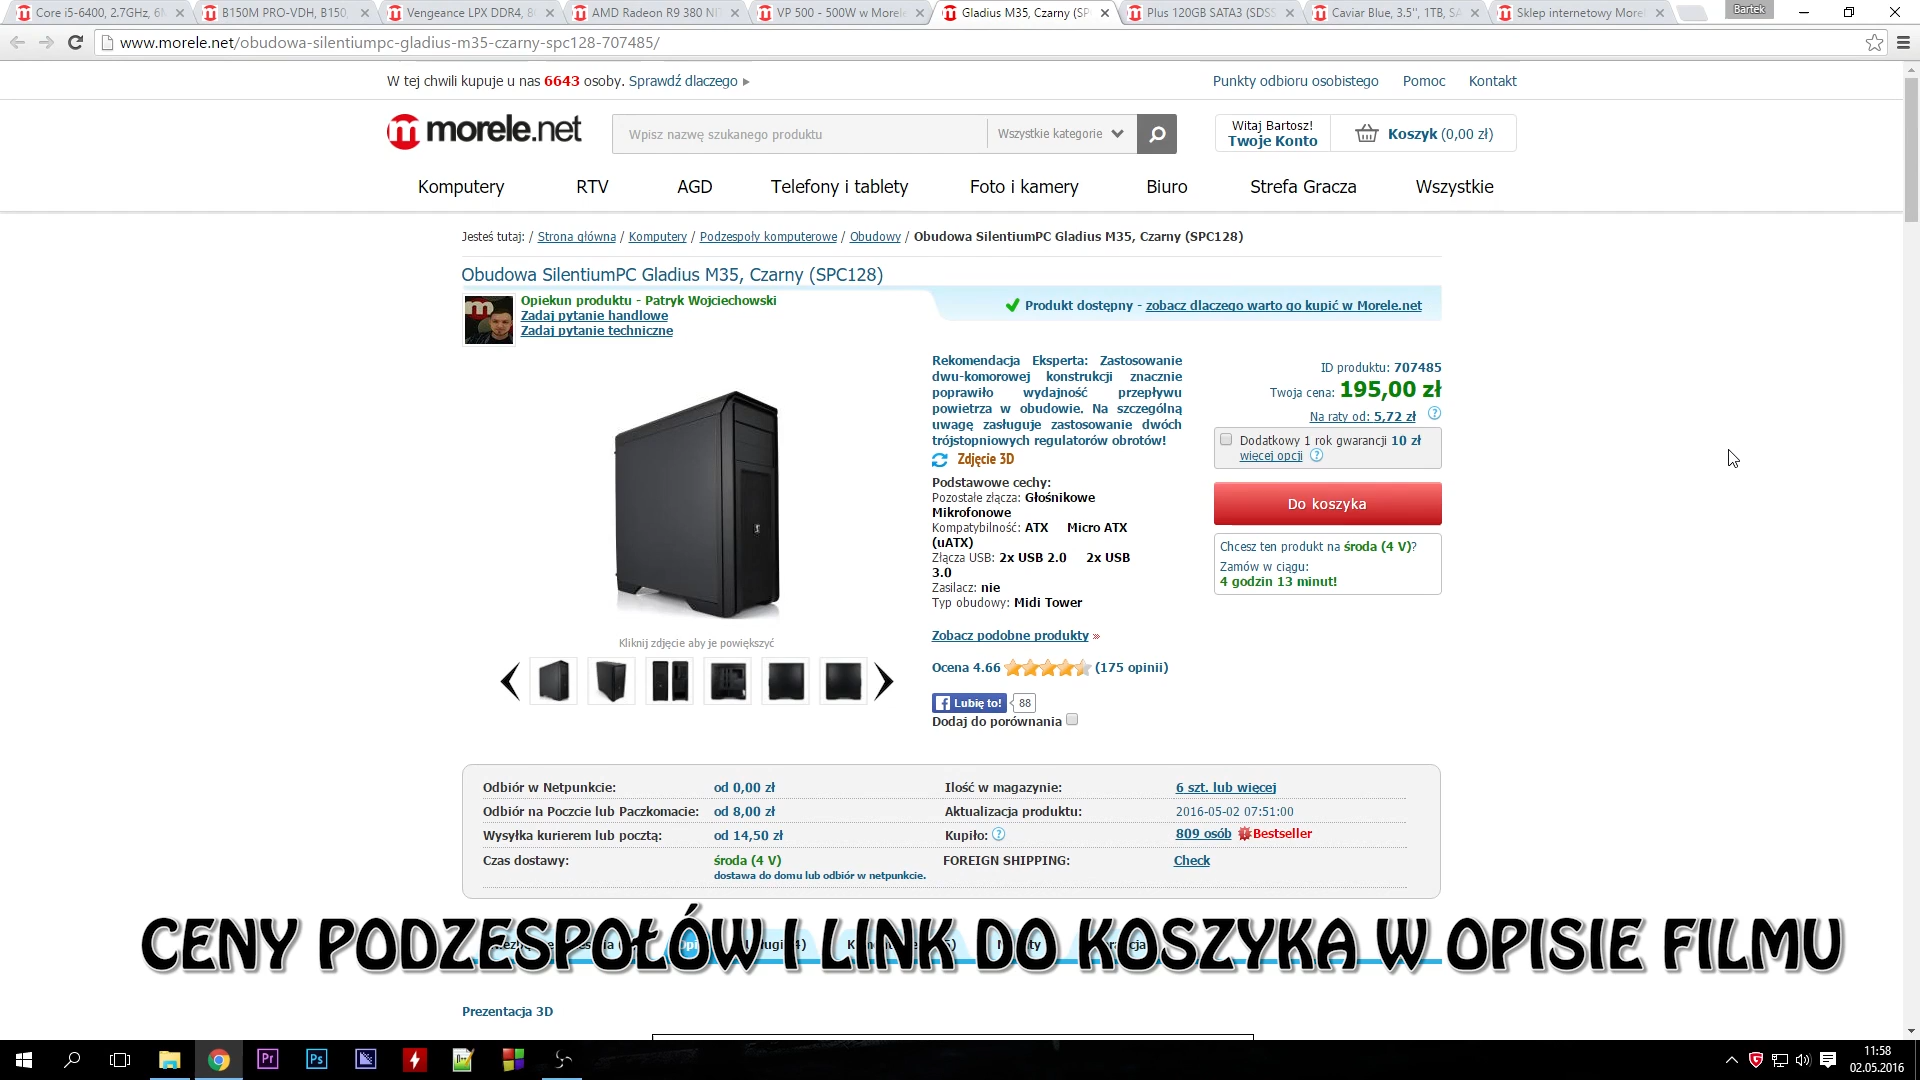 Core i5-6400, 2.7GHz, 6M
B150M PRO-VDH, B150,
Vengeance LPX DDR4, 8
AMD Radeon R9 380 NI
VP 500 - 500W w Morele
Gladius M35, Czarny (SP
Plus 120GB SATA3 (SDSS
Caviar Blue, 3.5", 1TB, SA
Sklep internetowy More
Bartek
www.morele.net/obudowa-silentiumpc-gladius-m35-czarny-spc128-707485/
W tej chwili kupuje u nas 6643 osoby. Sprawdź dlaczego ▸
Punkty odbioru osobistego
Pomoc
Kontakt
morele.net
Wpisz nazwę szukanego produktu
Wszystkie kategorie
Witaj Bartosz!
Twoje Konto
Koszyk (0,00 zł)
Komputery
RTV
AGD
Telefony i tablety
Foto i kamery
Biuro
Strefa Gracza
Wszystkie
Jesteś tutaj: / Strona główna / Komputery / Podzespoły komputerowe / Obudowy / Obudowa SilentiumPC Gladius M35, Czarny (SPC128)
Obudowa SilentiumPC Gladius M35, Czarny (SPC128)
Opiekun produktu - Patryk Wojciechowski
Zadaj pytanie handlowe
Zadaj pytanie techniczne
Produkt dostępny - zobacz dlaczego warto go kupić w Morele.net
Rekomendacja Eksperta: Zastosowanie
dwu-komorowej konstrukcji znacznie
poprawiło wydajność przepływu
powietrza w obudowie. Na szczególną
uwagę zasługuje zastosowanie dwóch
trójstopniowych regulatorów obrotów!
Zdjęcie 3D
Podstawowe cechy:
Pozostałe złącza: Głośnikowe
Mikrofonowe
Kompatybilność: ATX Micro ATX
(uATX)
Złącza USB: 2x USB 2.0 2x USB
3.0
Zasilacz: nie
Typ obudowy: Midi Tower
Zobacz podobne produkty »
Ocena 4.66 (175 opinii)
Lubię to! 88
Dodaj do porównania
ID produktu: 707485
Twoja cena: 195,00 zł
Na raty od: 5,72 zł ?
Dodatkowy 1 rok gwarancji 10 zł
więcej opcji ?
Do koszyka
Chcesz ten produkt na środa (4 V)?
Zamów w ciągu:
4 godzin 13 minut!
Kliknij zdjęcie aby je powiększyć
Odbiór w Netpunkcie: od 0,00 zł
Ilość w magazynie: 6 szt. lub więcej
Odbiór na Poczcie lub Paczkomacie: od 8,00 zł
Aktualizacja produktu: 2016-05-02 07:51:00
Wysyłka kurierem lub pocztą: od 14,50 zł
Kupiło: ? 809 osób Bestseller
Czas dostawy: środa (4 V)
dostawa do domu lub odbiór w netpunkcie.
FOREIGN SHIPPING: Check
CENY PODZESPOŁÓW I LINK DO KOSZYKA W OPISIE FILMU
Prezentacja 3D
Pr
Ps
11:58
02.05.2016